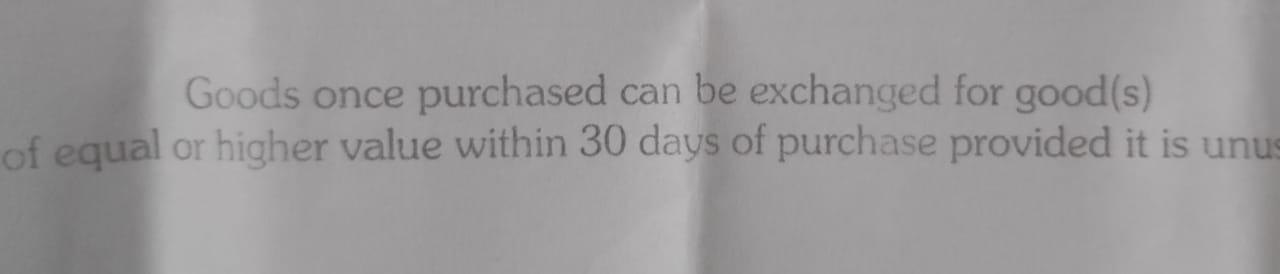 Goods once purchased can be exchanged for good(s)
of equal or higher value within 30 days of purchase provided it is unus